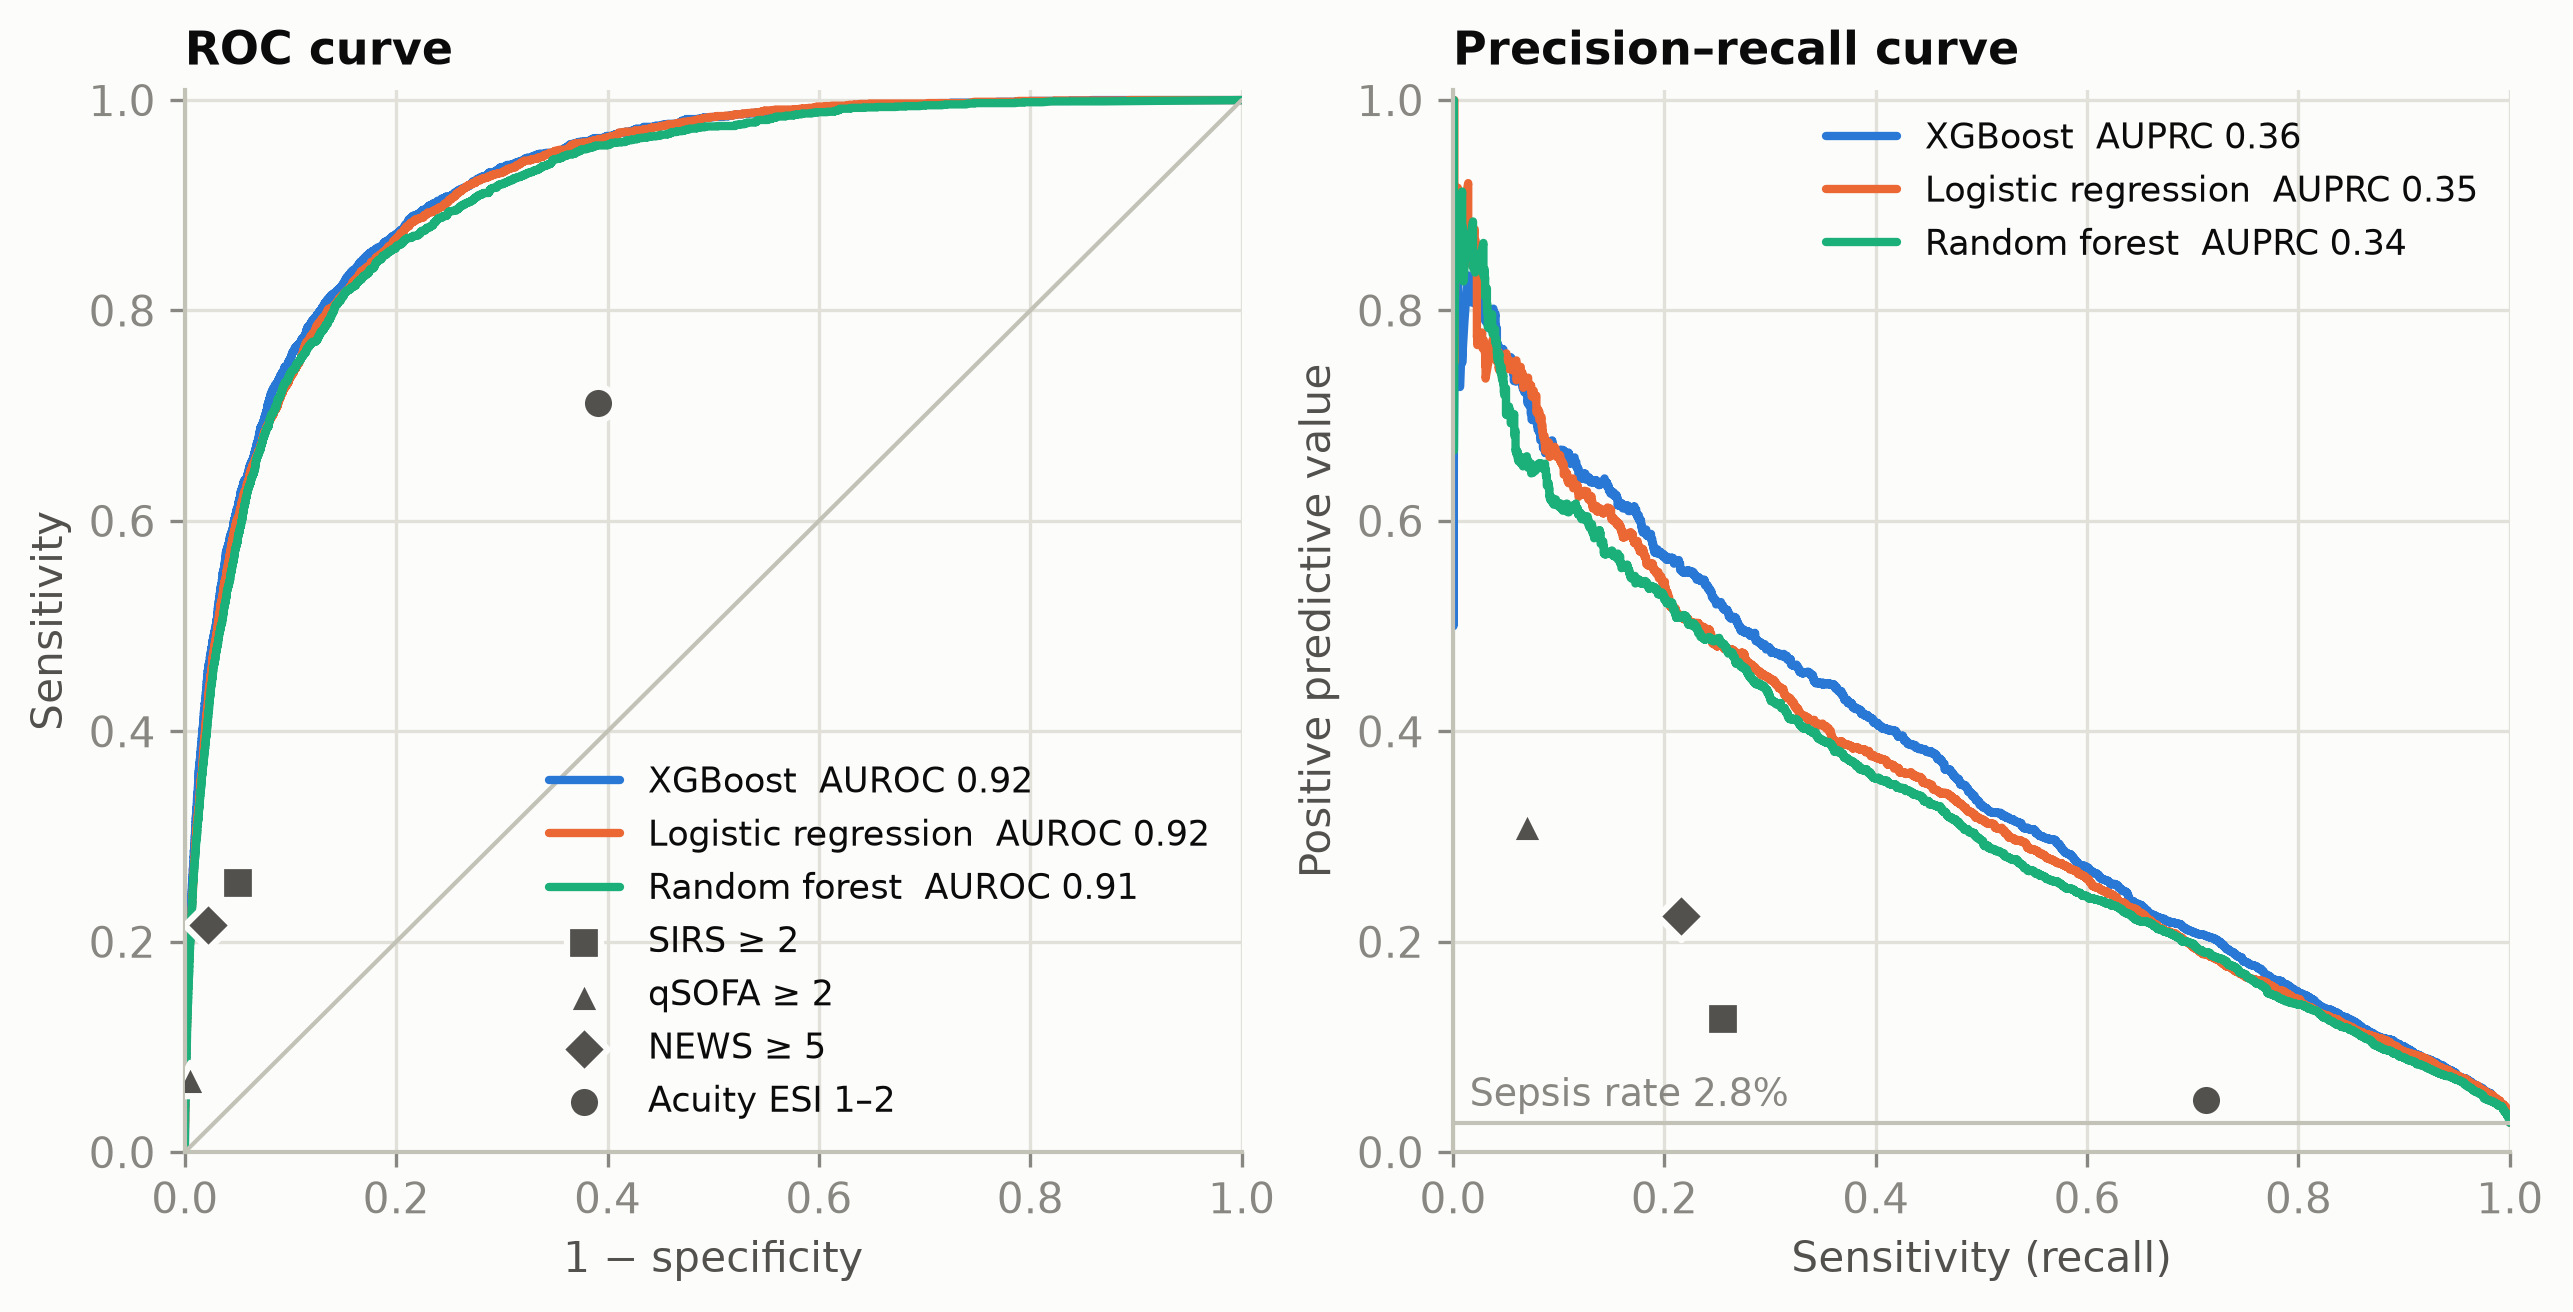 ROC curve
1.0
0.8
0.6
0.4
0.2
0.0
Sensitivity
XGBoost AUROC 0.92
Logistic regression AUROC 0.92
Random forest AUROC 0.91
SIRS ≥ 2
qSOFA ≥ 2
NEWS ≥ 5
Acuity ESI 1–2
0.0 0.2 0.4 0.6 0.8 1.0
1 − specificity
Precision–recall curve
1.0
0.8
0.6
0.4
0.2
0.0
Positive predictive value
XGBoost AUPRC 0.36
Logistic regression AUPRC 0.35
Random forest AUPRC 0.34
Sepsis rate 2.8%
0.0 0.2 0.4 0.6 0.8 1.0
Sensitivity (recall)